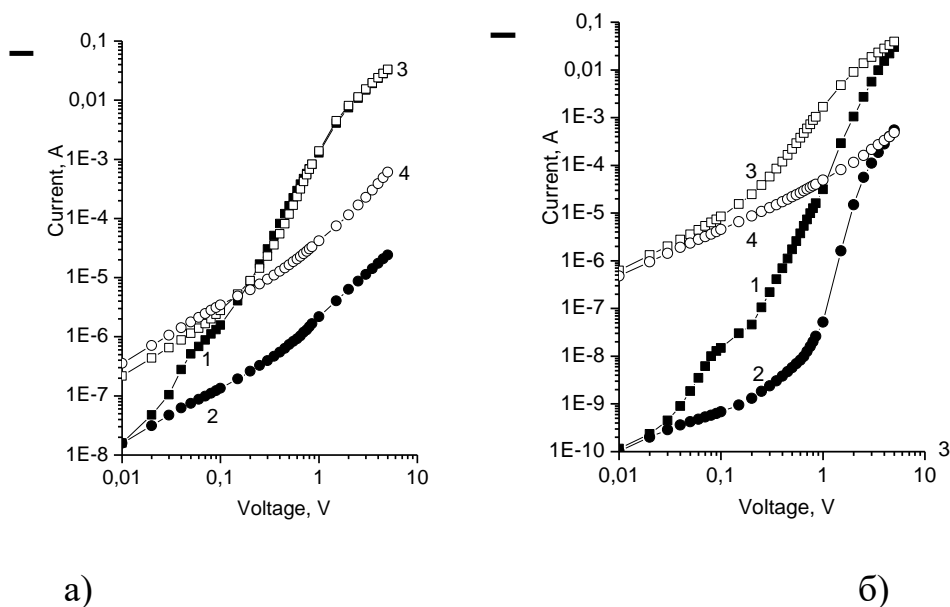 0,1
0,01
1E-3
1E-4
1E-5
1E-6
1E-7
1E-8
Current, A
0,01
0,1
1
10
Voltage, V
3
4
1
2
а)
0,1
0,01
1E-3
1E-4
1E-5
1E-6
1E-7
1E-8
1E-9
1E-10
Current, A
0,01
0,1
1
10
Voltage, V
3
4
1
2
3
б)